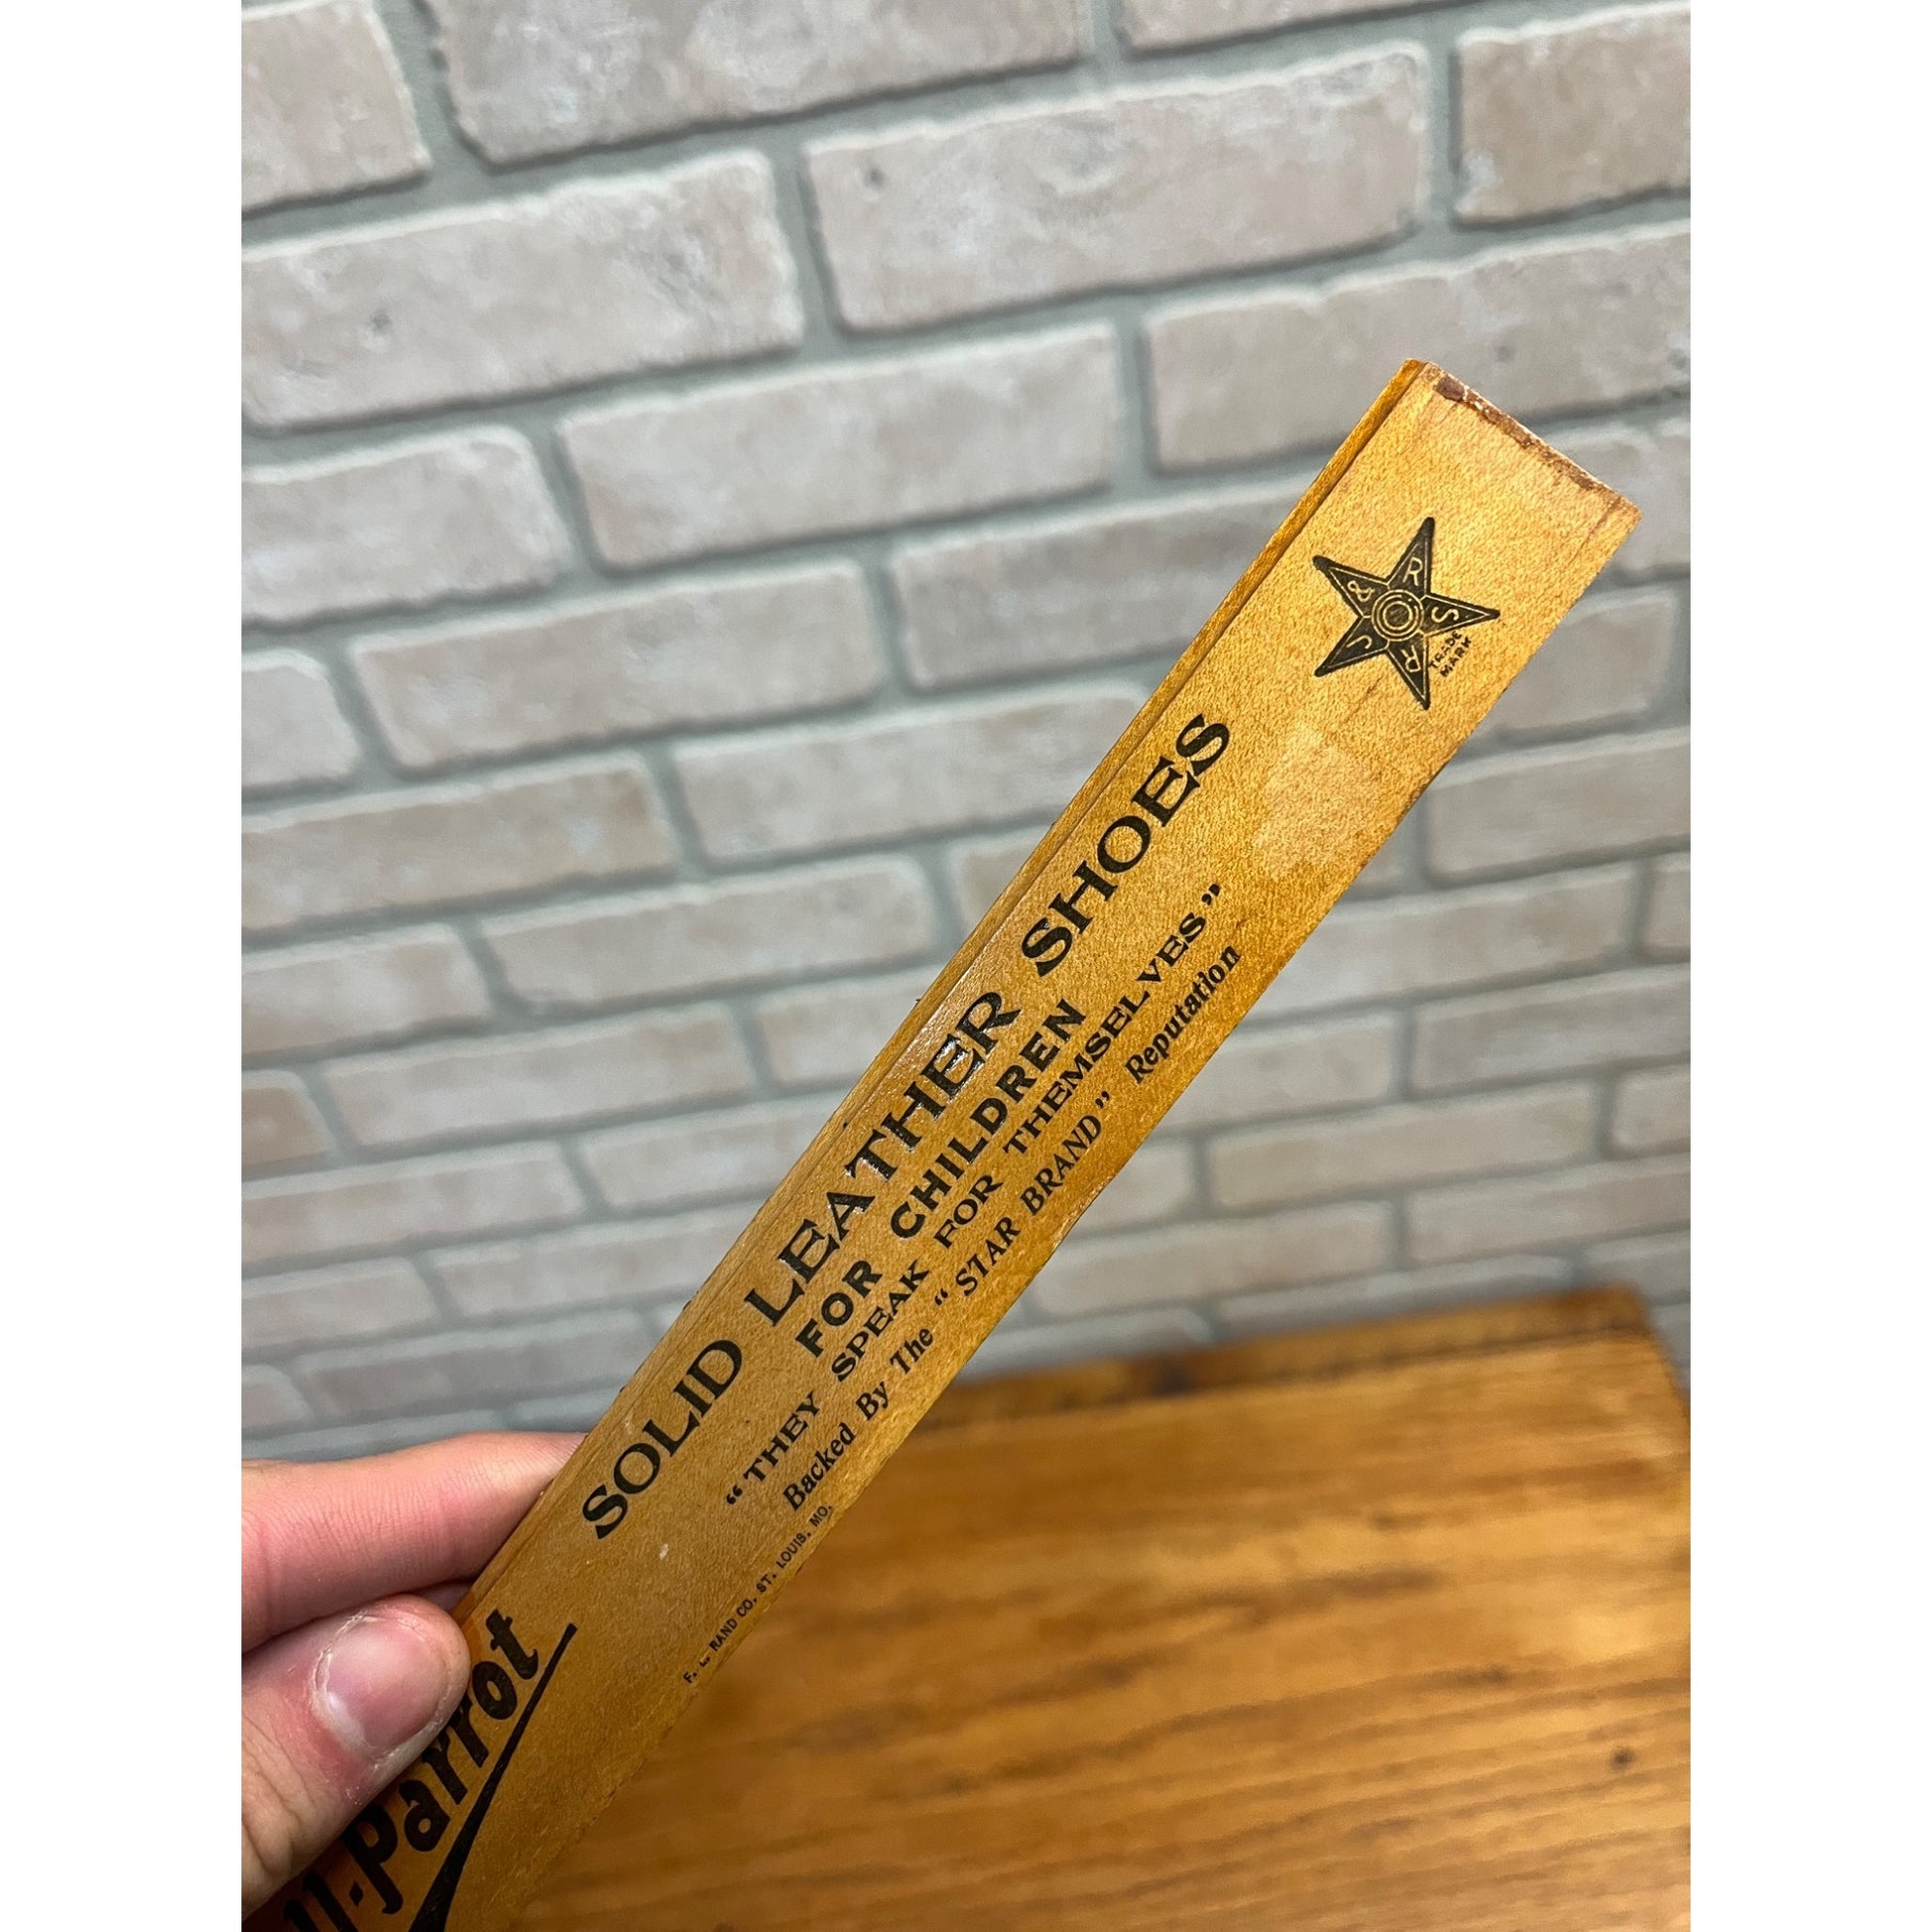 R S R S &
TRADE
MARK
ll-Parrot
SOLID LEATHER SHOES
FOR CHILDREN
“THEY SPEAK FOR THEMSELVES”
Backed By The “STAR BRAND” Reputation
F. L. RAND CO. ST. LOUIS. MO.